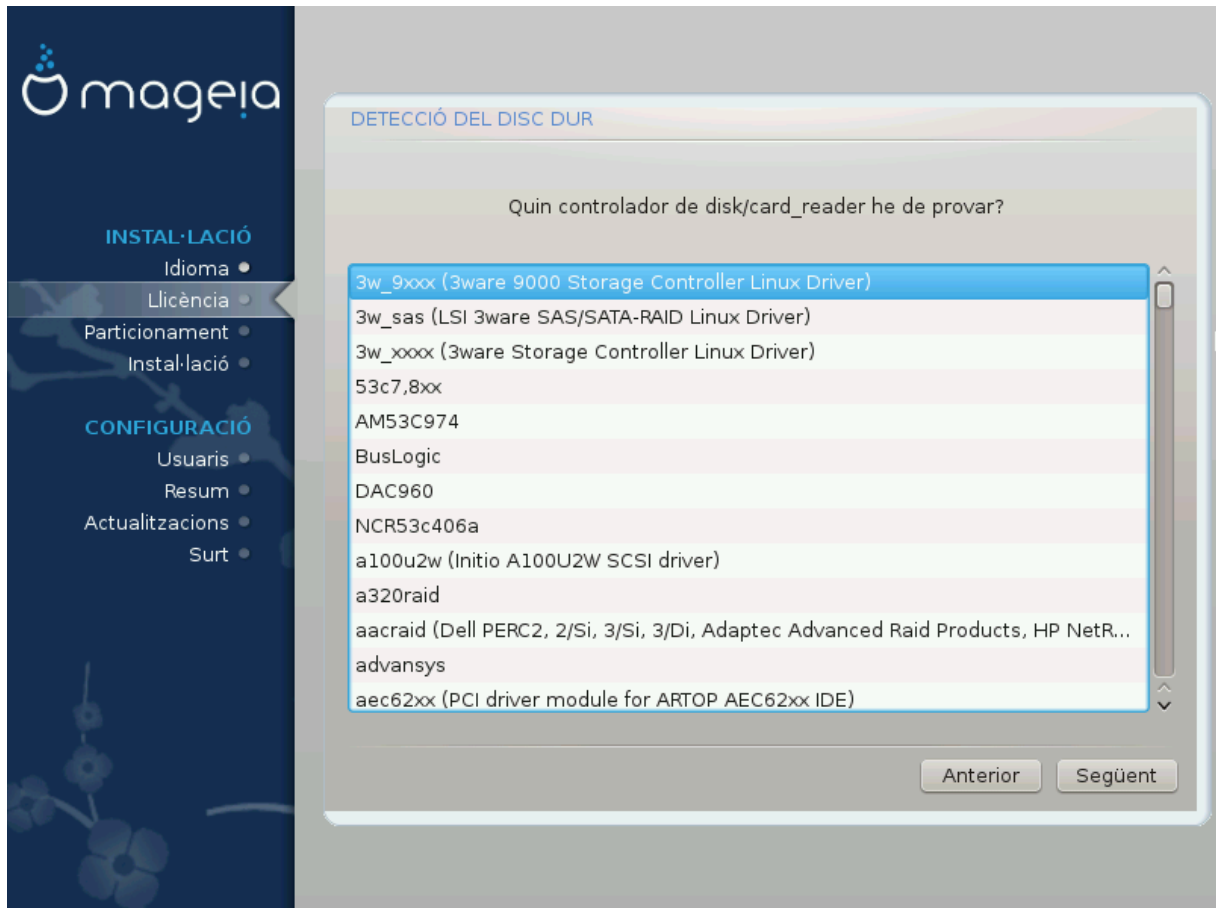 mageia
INSTAL·LACIÓ
Idioma
Llicència
Particionament
Instal·lació
CONFIGURACIÓ
Usuaris
Resum
Actualitzacions
Surt
DETECCIÓ DEL DISC DUR
Quin controlador de disk/card_reader he de provar?
3w_9xxx (3ware 9000 Storage Controller Linux Driver)
3w_sas (LSI 3ware SAS/SATA-RAID Linux Driver)
3w_xxxx (3ware Storage Controller Linux Driver)
53c7,8xx
AM53C974
BusLogic
DAC960
NCR53c406a
a100u2w (Initio A100U2W SCSI driver)
a320raid
aacraid (Dell PERC2, 2/Si, 3/Si, 3/Di, Adaptec Advanced Raid Products, HP NetR...
advansys
aec62xx (PCI driver module for ARTOP AEC62xx IDE)
Anterior
Següent